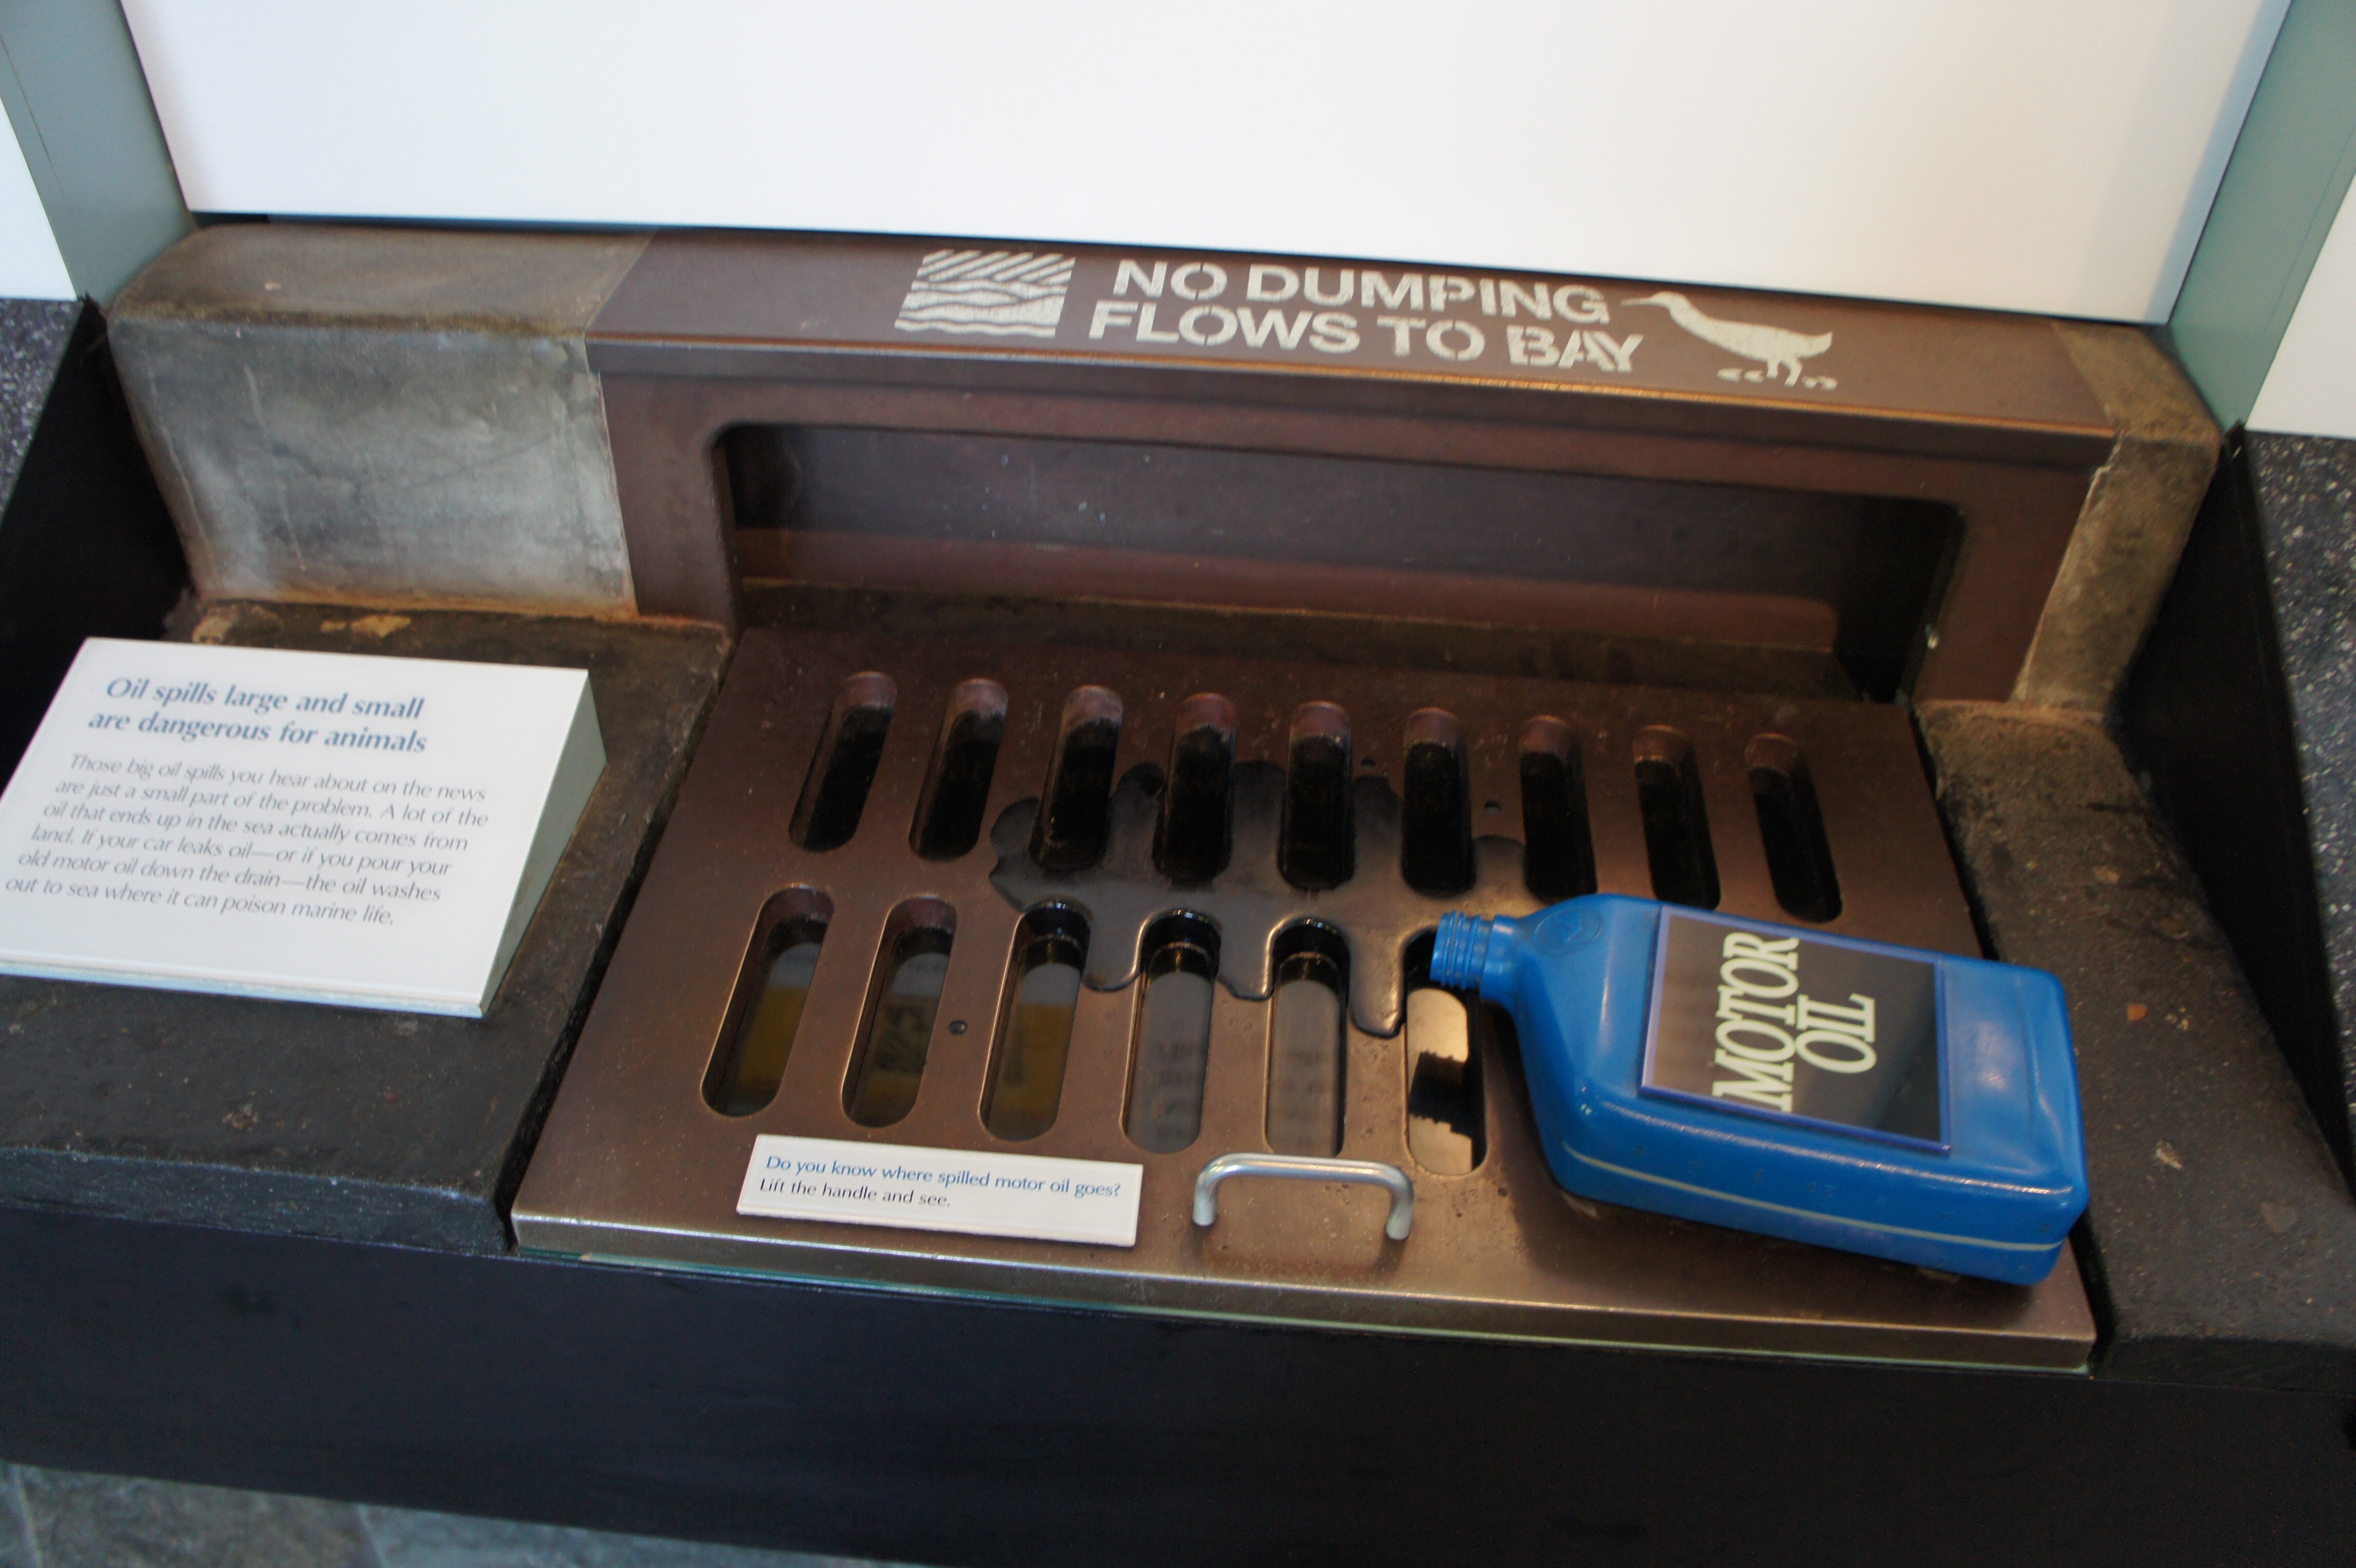 NO DUMPING
FLOWS TO BAY
Oil spills large and small
are dangerous for animals
Those big oil spills you hear about on the news
are just a small part of the problem. A lot of the
oil that ends up in the sea actually comes from
land. If your car leaks oil—or if you pour your
old motor oil down the drain—the oil washes
out to sea where it can poison marine life.
MOTOR
OIL
Do you know where spilled motor oil goes?
Lift the handle and see.